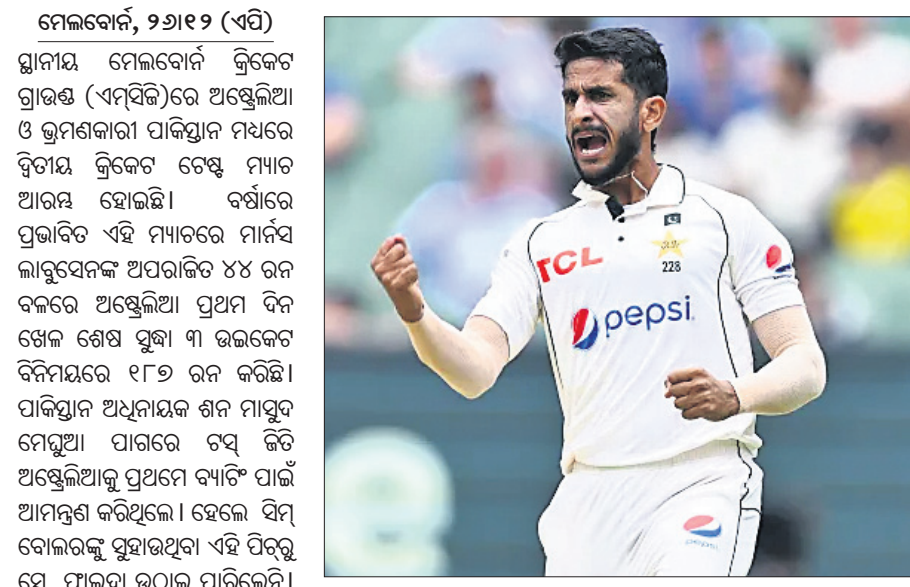 ମେଲବୋର୍ନ, ୨୬।୧୨ (ଏପି)
ସ୍ଥାନୀୟ ମେଲବୋର୍ନ କ୍ରିକେଟ
ଗ୍ରାଉଣ୍ଡ (ଏମ୍‌ସିଜି)ରେ ଅଷ୍ଟ୍ରେଲିଆ
ଓ ଭ୍ରମଣକାରୀ ପାକିସ୍ତାନ ମଧ୍ୟରେ
ଦ୍ୱିତୀୟ କ୍ରିକେଟ ଟେଷ୍ଟ ମ୍ୟାଚ
ଆରମ୍ଭ ହୋଇଛି। ବର୍ଷାରେ
ପ୍ରଭାବିତ ଏହି ମ୍ୟାଚରେ ମାର୍ନସ
ଲାବୁସେନଙ୍କ ଅପରାଜିତ ୪୪ ରନ
ବଳରେ ଅଷ୍ଟ୍ରେଲିଆ ପ୍ରଥମ ଦିନ
ଖେଳ ଶେଷ ସୁଦ୍ଧା ୩ ଉଇକେଟ
ବିନିମୟରେ ୧୮୭ ରନ କରିଛି।
ପାକିସ୍ତାନ ଅଧିନାୟକ ଶନ ମାସୁଦ
ମେଘୁଆ ପାଗରେ ଟସ୍ ଜିତି
ଅଷ୍ଟ୍ରେଲିଆକୁ ପ୍ରଥମେ ବ୍ୟାଟିଂ ପାଇଁ
ଆମନ୍ତ୍ରଣ କରିଥିଲେ। ହେଲେ ସିମ୍
ବୋଲରଙ୍କୁ ସୁହାଉଥିବା ଏହି ପିଚ୍‌ରୁ
ସେ ଫାଇଦା ଉଠାଇ ପାରିଲେନି।
TCL
228
pepsi
pepsi